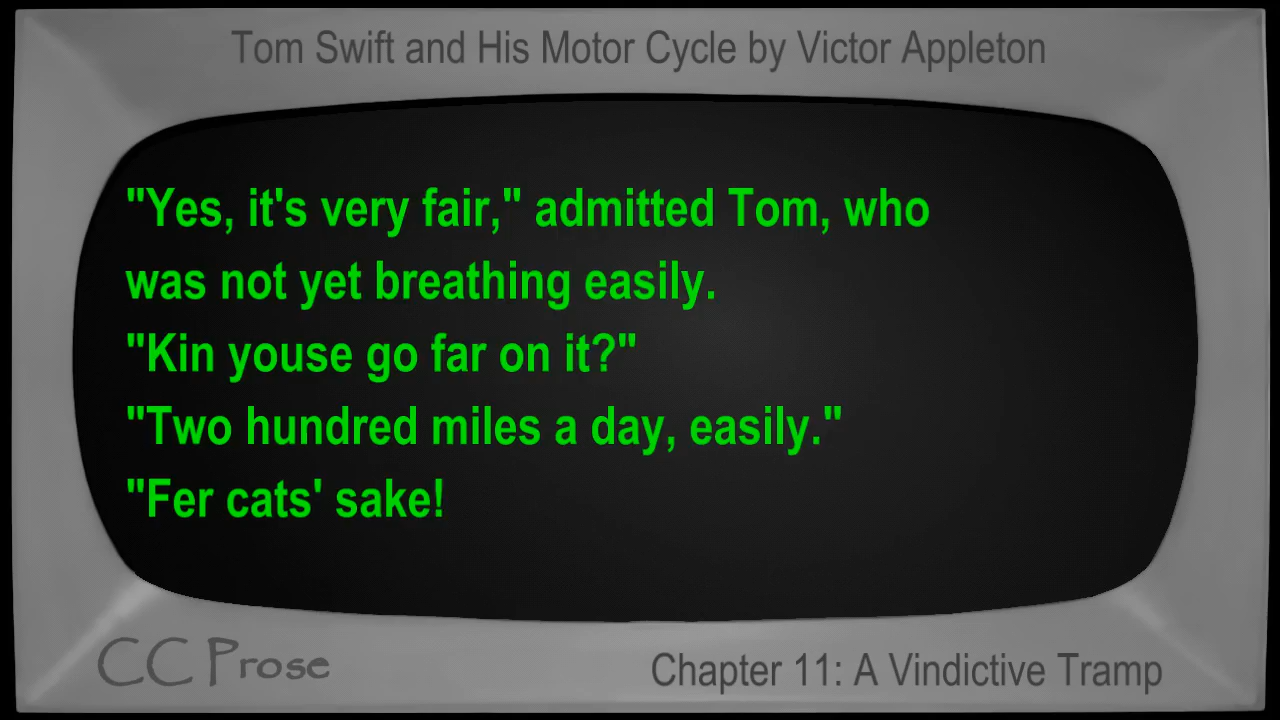 Tom Swift and His Motor Cycle by Victor Appleton
"Yes, it's very fair," admitted Tom, who
was not yet breathing easily.
"Kin youse go far on it?"
"Two hundred miles a day, easily."
"Fer cats' sake!
CC Prose
Chapter 11: A Vindictive Tramp